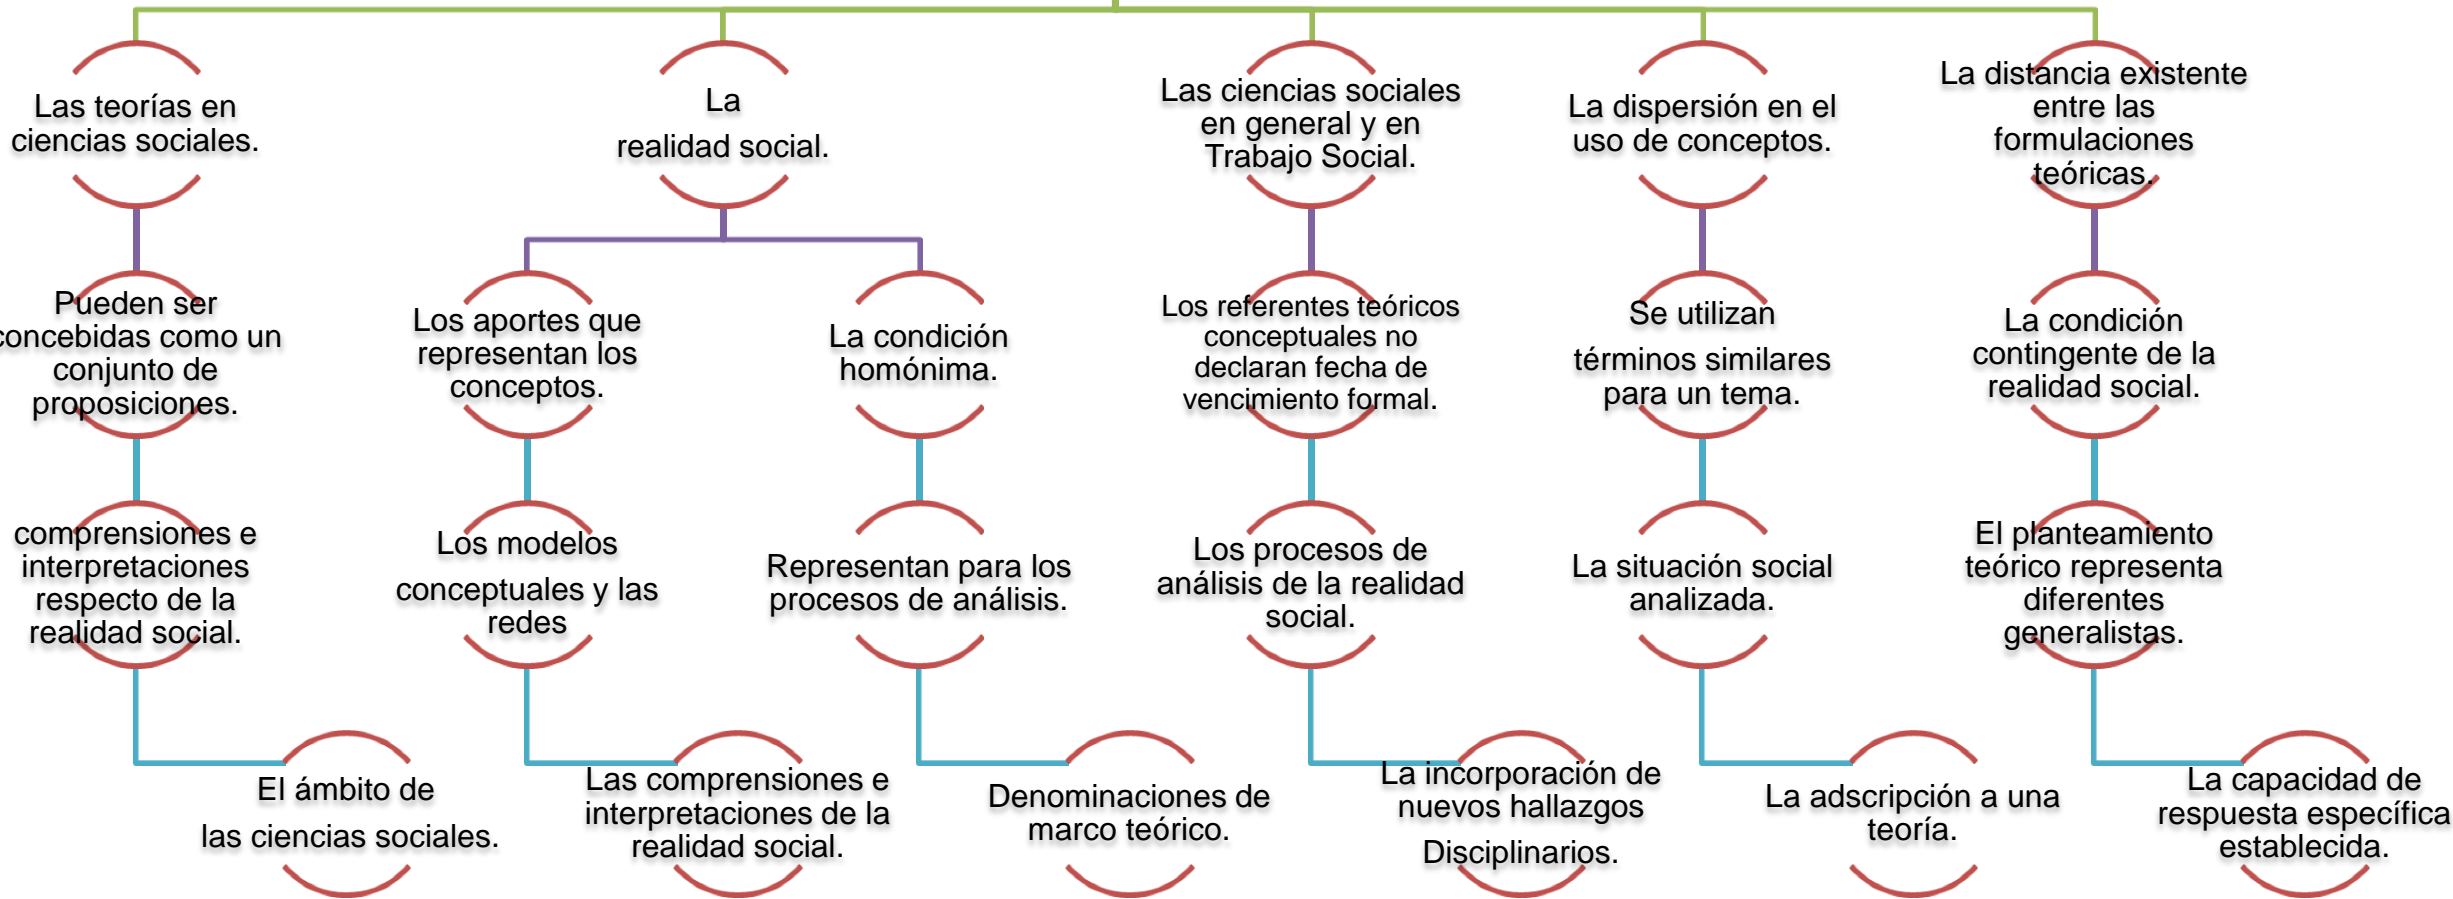 Las teorías en
ciencias sociales.
La
realidad social.
Las ciencias sociales
en general y en
Trabajo Social.
La dispersión en el
uso de conceptos.
La distancia existente
entre las
formulaciones
teóricas.
Pueden ser
concebidas como un
conjunto de
proposiciones.
Los aportes que
representan los
conceptos.
La condición
homónima.
Los referentes teóricos
conceptuales no
declaran fecha de
vencimiento formal.
Se utilizan
términos similares
para un tema.
La condición
contingente de la
realidad social.
comprensiones e
interpretaciones
respecto de la
realidad social.
Los modelos
conceptuales y las
redes
Representan para los
procesos de análisis.
Los procesos de
análisis de la realidad
social.
La situación social
analizada.
El planteamiento
teórico representa
diferentes
generalistas.
El ámbito de
las ciencias sociales.
Las comprensiones e
interpretaciones de la
realidad social.
Denominaciones de
marco teórico.
La incorporación de
nuevos hallazgos
Disciplinarios.
La adscripción a una
teoría.
La capacidad de
respuesta específica
establecida.